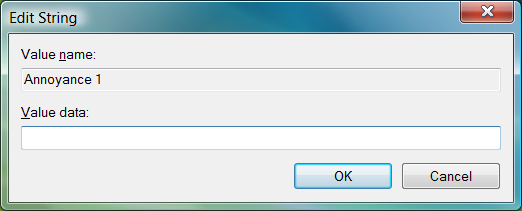 Edit String
Value name:
Annoyance 1
Value data:
OK
Cancel